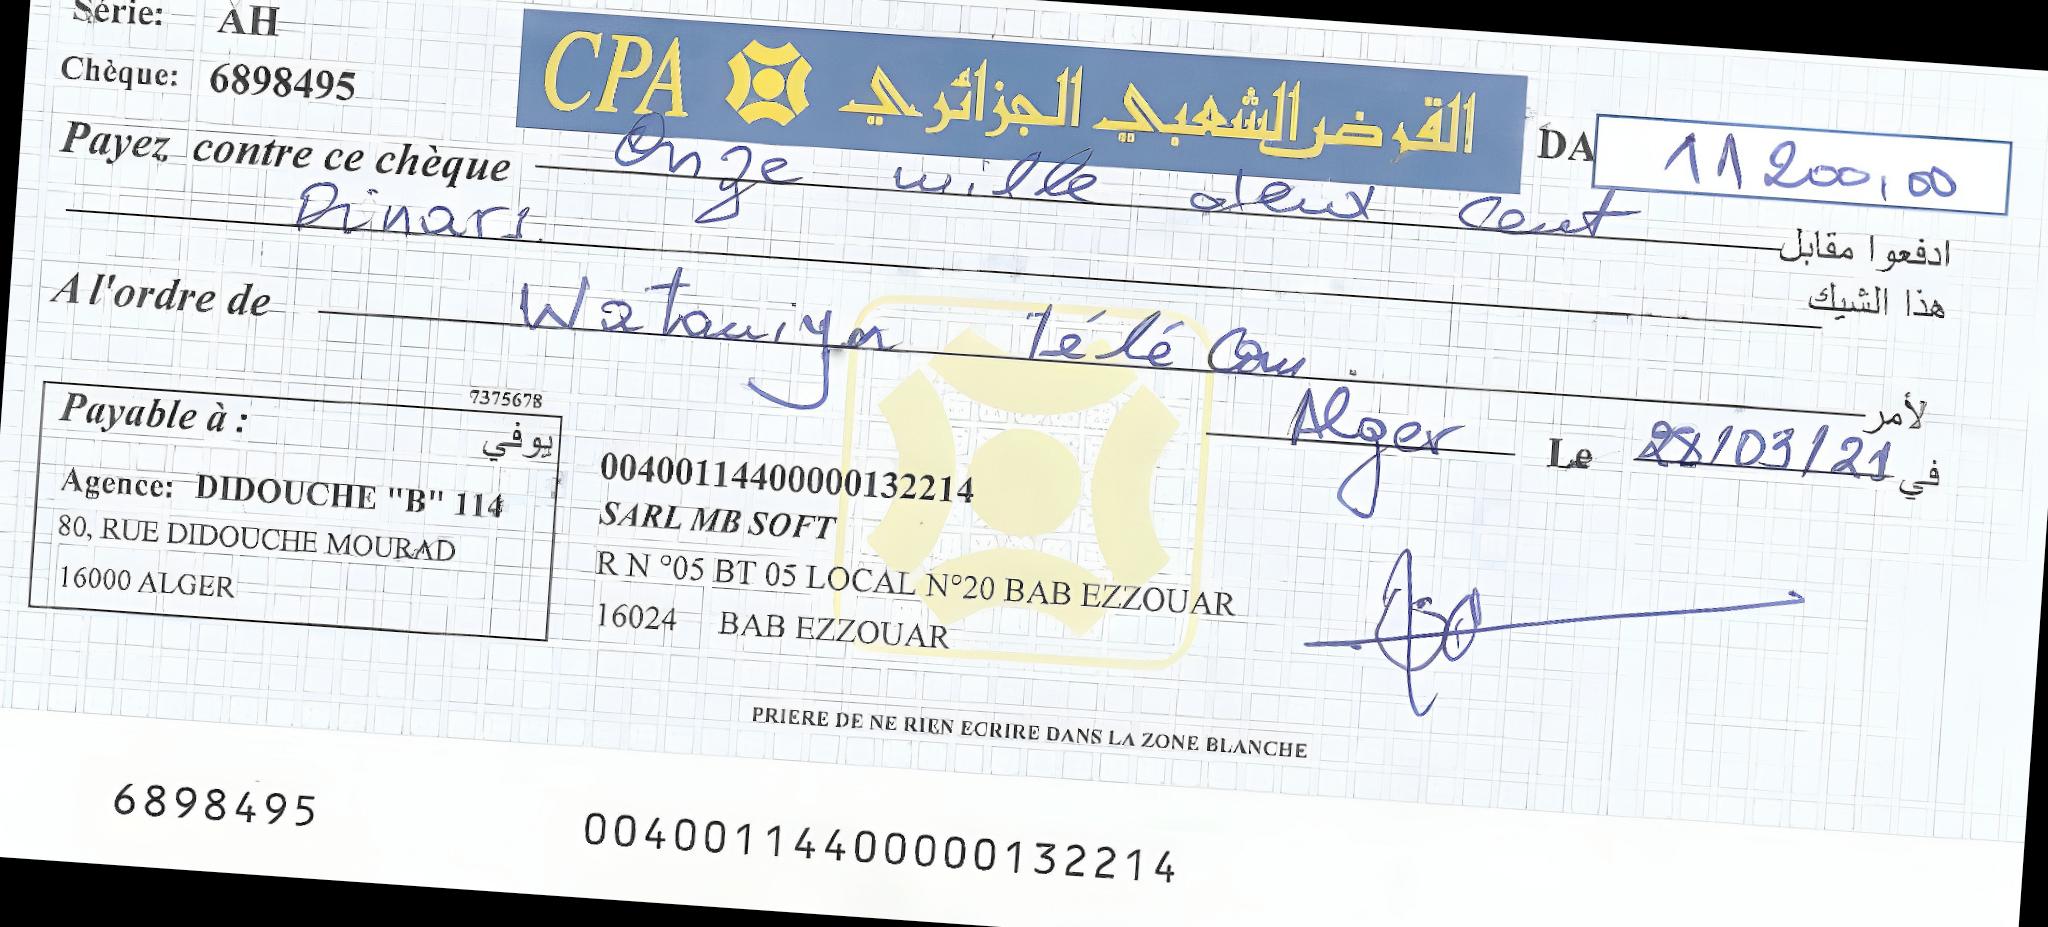 Série: AH
Chèque: 6898495
CPA القرض الشعبي الجزائري
DA 11 200,00
Payez contre ce chèque Onze mille deux cent
ادفعوا مقابل
Dinars.
هذا الشيك
A l'ordre de Wataniya Télécom.
لأمر
Alger Le 28/03/21 في
Payable à : 7375678
يوفي
Agence: DIDOUCHE "B" 114
80, RUE DIDOUCHE MOURAD
16000 ALGER
00400114400000132214
SARL MB SOFT
R N °05 BT 05 LOCAL N°20 BAB EZZOUAR
16024 BAB EZZOUAR
PRIERE DE NE RIEN ECRIRE DANS LA ZONE BLANCHE
6898495 00400114400000132214